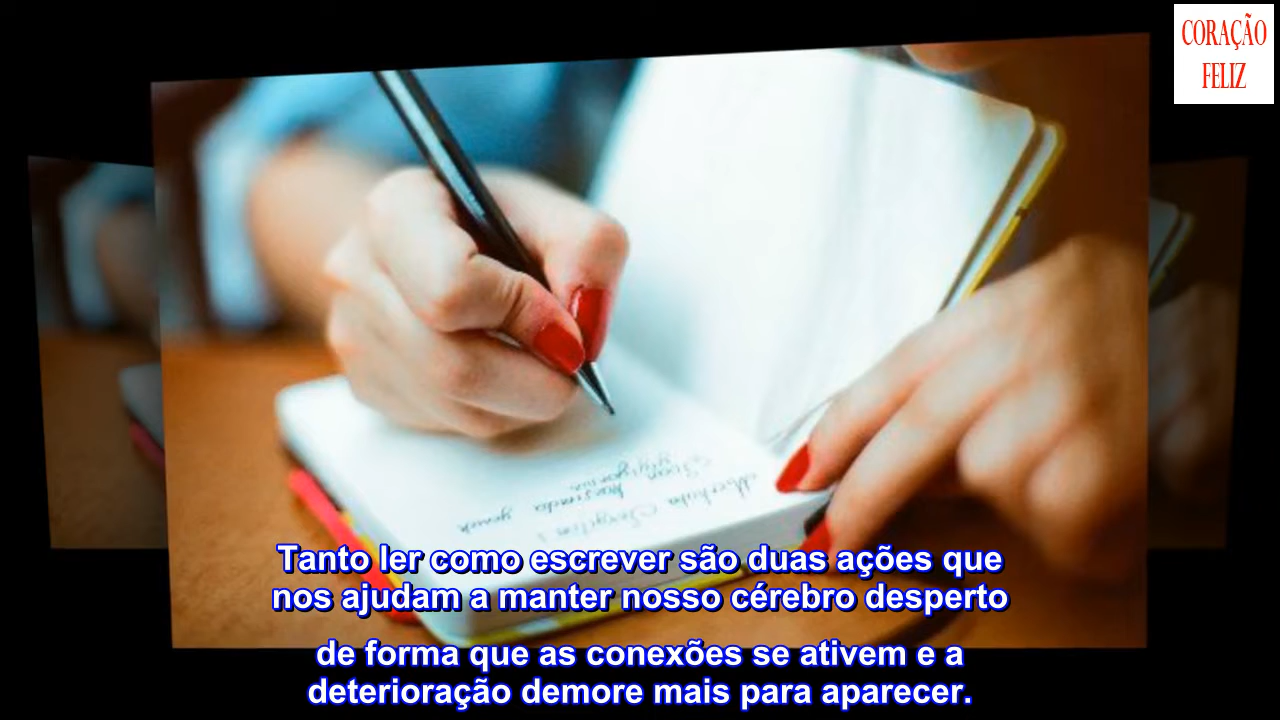 CORAÇÃO
FELIZ
Tanto ler como escrever são duas ações que
nos ajudam a manter nosso cérebro desperto
de forma que as conexões se ativem e a
deterioração demore mais para aparecer.